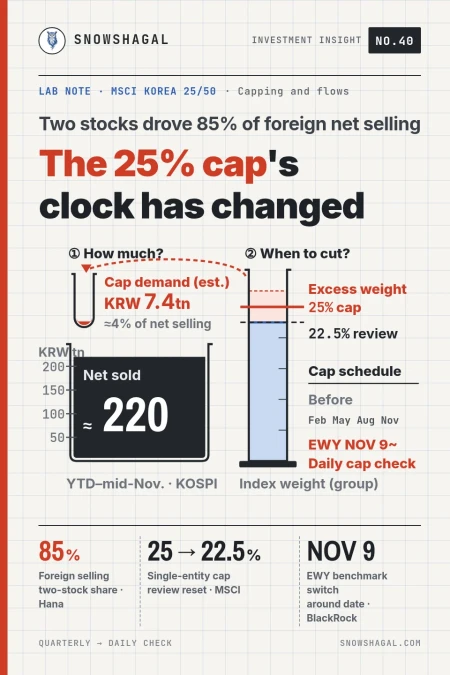 SNOWSHAGAL
INVESTMENT INSIGHT NO.40
LAB NOTE · MSCI KOREA 25/50 · Capping and flows
Two stocks drove 85% of foreign net selling
The 25% cap's
clock has changed
① How much?
② When to cut?
Cap demand (est.)
KRW 7.4tn
≈4% of net selling
KRW tn
200
150
100
50
Net sold
≈ 220
YTD–mid-Nov. · KOSPI
Excess weight
25% cap
22.5% review
Cap schedule
Before
Feb May Aug Nov
EWY NOV 9~
Daily cap check
Index weight (group)
85%
Foreign selling
two-stock share ·
Hana
25 → 22.5%
Single-entity cap
review reset · MSCI
NOV 9
EWY benchmark
switch
around date ·
BlackRock
QUARTERLY → DAILY CHECK
SNOWSHAGAL.COM